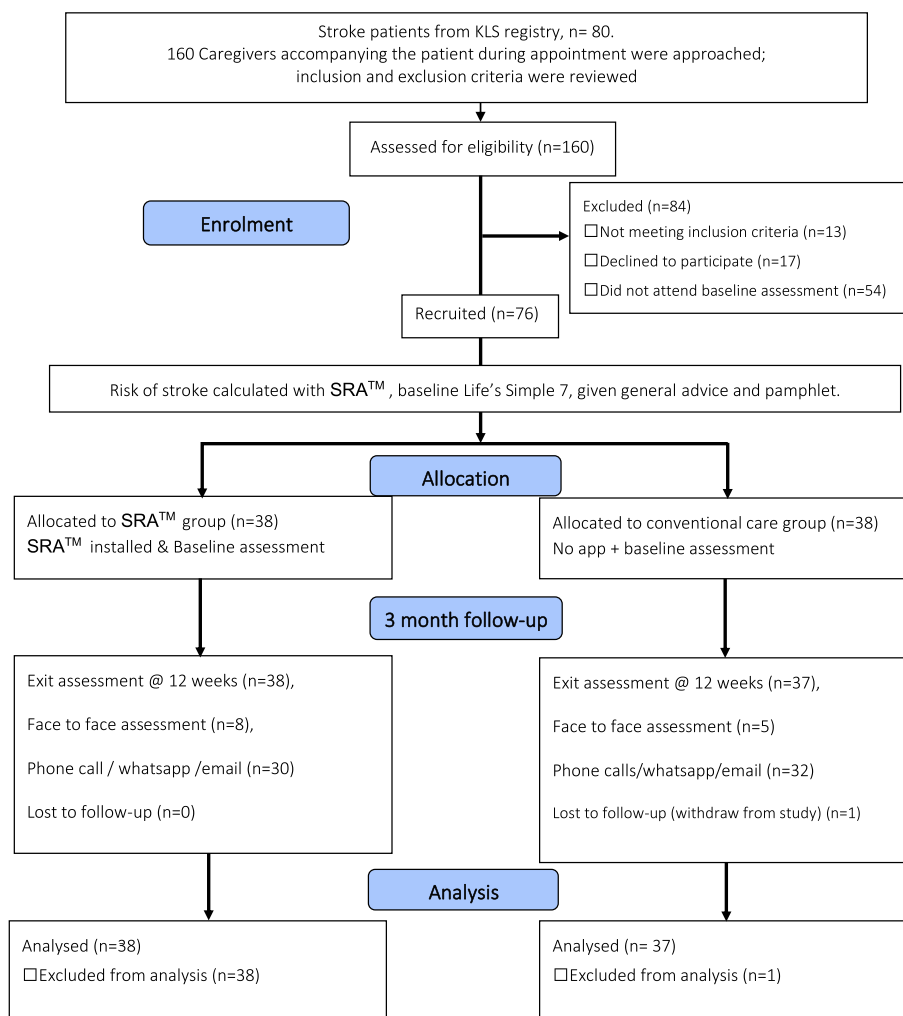 Stroke patients from KLS registry, n= 80.
160 Caregivers accompanying the patient during appointment were approached;
inclusion and exclusion criteria were reviewed
Assessed for eligibility (n=160)
Enrolment
Excluded (n=84)
☐Not meeting inclusion criteria (n=13)
☐Declined to participate (n=17)
☐Did not attend baseline assessment (n=54)
Recruited (n=76)
Risk of stroke calculated with SRA™, baseline Life's Simple 7, given general advice and pamphlet.
Allocation
Allocated to SRA™ group (n=38)
SRA™ installed & Baseline assessment
Allocated to conventional care group (n=38)
No app + baseline assessment
3 month follow-up
Exit assessment @ 12 weeks (n=38),
Face to face assessment (n=8),
Phone call / whatsapp /email (n=30)
Lost to follow-up (n=0)
Exit assessment @ 12 weeks (n=37),
Face to face assessment (n=5)
Phone calls/whatsapp/email (n=32)
Lost to follow-up (withdraw from study) (n=1)
Analysis
Analysed (n=38)
☐Excluded from analysis (n=38)
Analysed (n= 37)
☐Excluded from analysis (n=1)